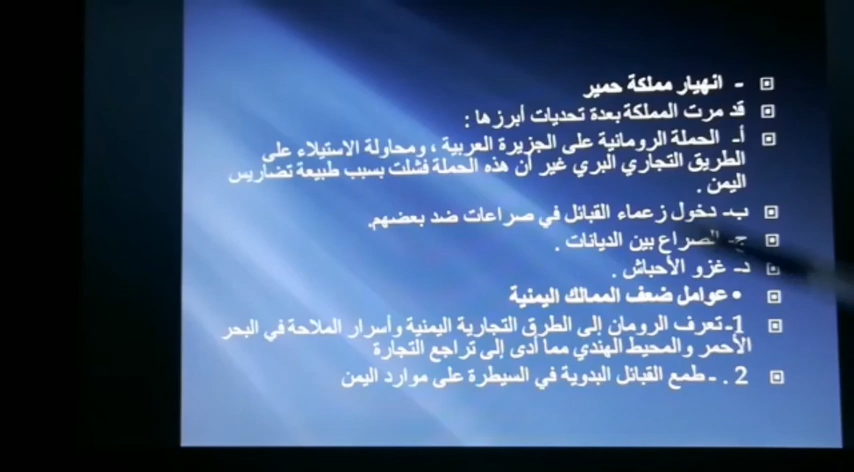 - انهيار مملكة حمير
قد مرت المملكة بعدة تحديات أبرزها :
أ- الحملة الرومانية على الجزيرة العربية ، ومحاولة الاستيلاء على
الطريق التجاري البري غير أن هذه الحملة فشلت بسبب طبيعة تضاريس
اليمن .
ب- دخول زعماء القبائل في صراعات ضد بعضهم.
ج- الصراع بين الديانات .
د- غزو الأحباش .
• عوامل ضعف الممالك اليمنية
1-تعرف الرومان إلى الطرق التجارية اليمنية وأسرار الملاحة في البحر
الأحمر والمحيط الهندي مما أدى إلى تراجع التجارة
2 . - طمع القبائل البدوية في السيطرة على موارد اليمن